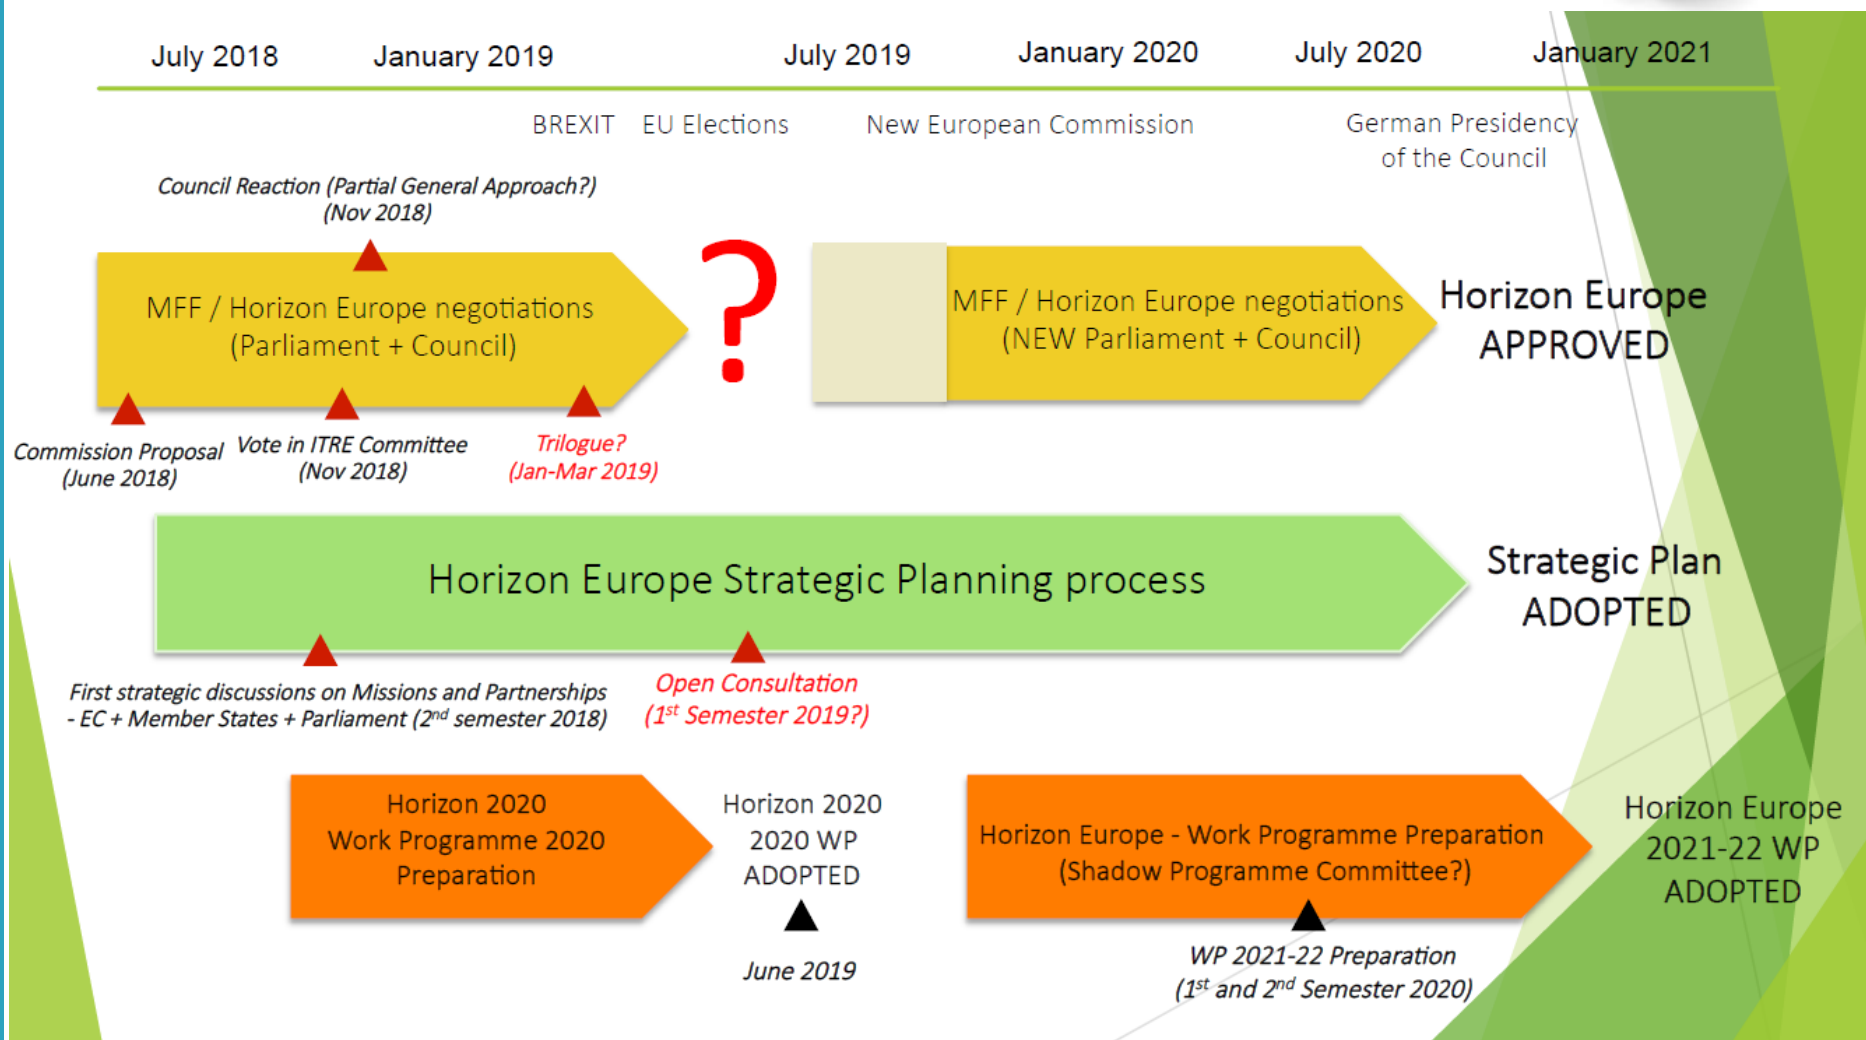 July 2018
January 2019
July 2019
January 2020
July 2020
January 2021
BREXIT
EU Elections
New European Commission
German Presidency
of the Council
Council Reaction (Partial General Approach?)
(Nov 2018)
MFF / Horizon Europe negotiations
(Parliament + Council)
?
MFF / Horizon Europe negotiations
(NEW Parliament + Council)
Horizon Europe
APPROVED
Commission Proposal
(June 2018)
Vote in ITRE Committee
(Nov 2018)
Trilogue?
(Jan-Mar 2019)
Horizon Europe Strategic Planning process
Strategic Plan
ADOPTED
First strategic discussions on Missions and Partnerships
- EC + Member States + Parliament (2nd semester 2018)
Open Consultation
(1st Semester 2019?)
Horizon 2020
Work Programme 2020
Preparation
Horizon 2020
2020 WP
ADOPTED
June 2019
Horizon Europe - Work Programme Preparation
(Shadow Programme Committee?)
WP 2021-22 Preparation
(1st and 2nd Semester 2020)
Horizon Europe
2021-22 WP
ADOPTED